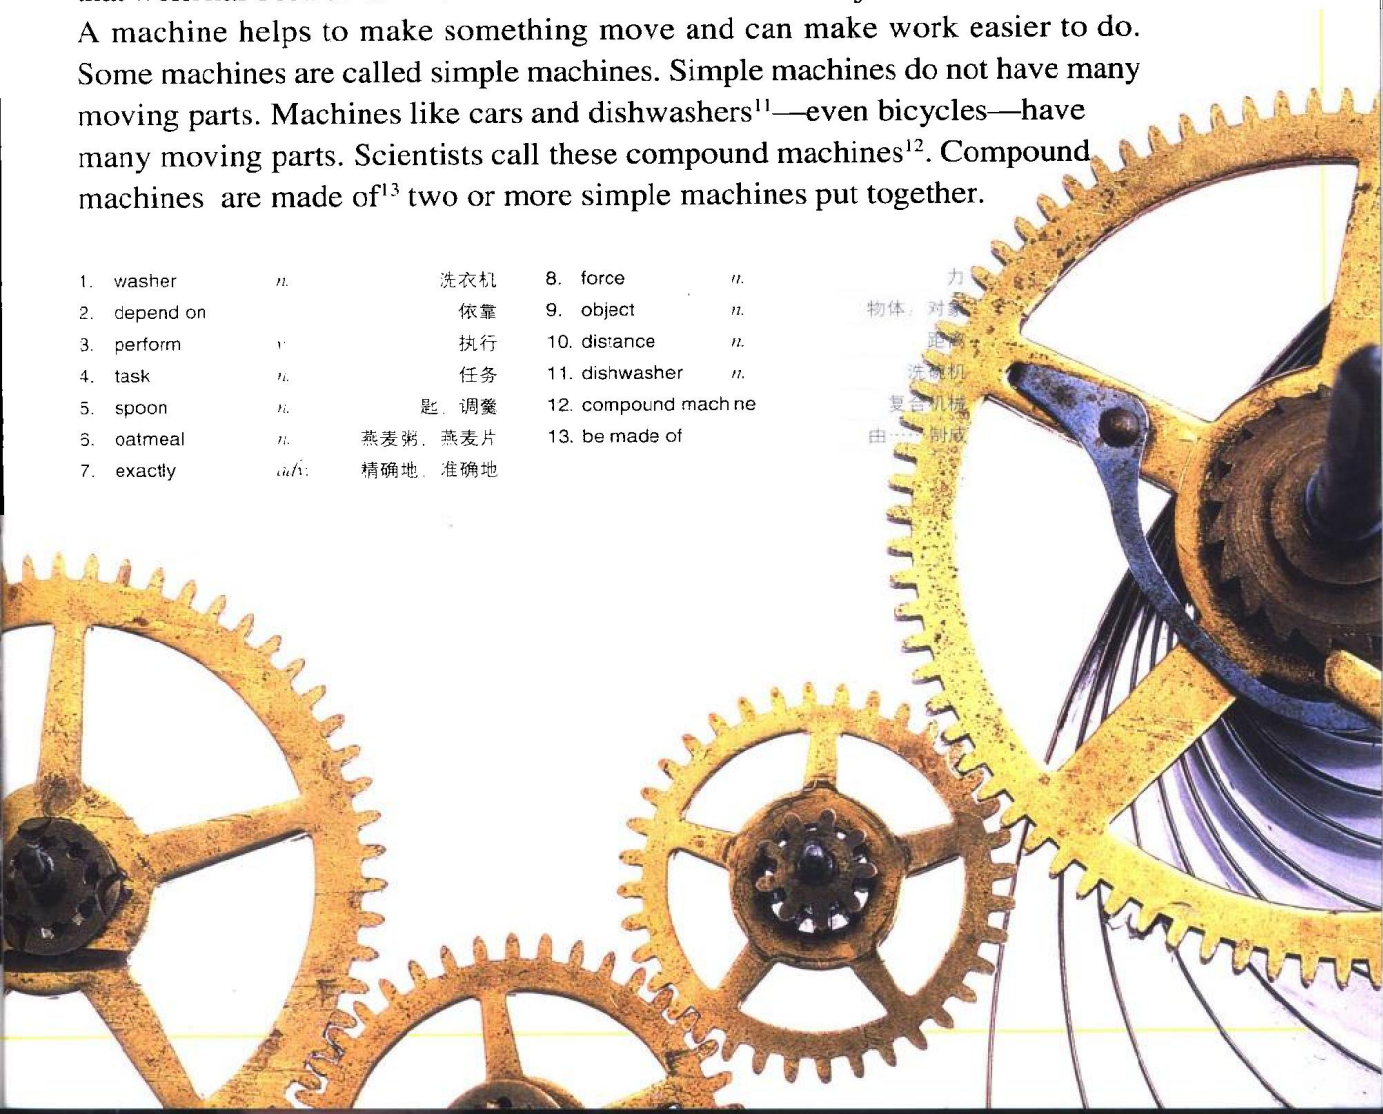 A machine helps to make something move and can make work easier to do.
Some machines are called simple machines. Simple machines do not have many
moving parts. Machines like cars and dishwashers¹¹—even bicycles—have
many moving parts. Scientists call these compound machines¹². Compound
machines are made of¹³ two or more simple machines put together.
1. washer n. 洗衣机
2. depend on 依靠
3. perform v 执行
4. task n. 任务
5. spoon n. 匙．调羹
6. oatmeal n. 燕麦粥．燕麦片
7. exactly adv. 精确地．准确地
8. force n. 力
9. object n. 物体．对象
10. distance n. 距离
11. dishwasher n. 洗碗机
12. compound mach ne 复合机械
13. be made of 由……制成